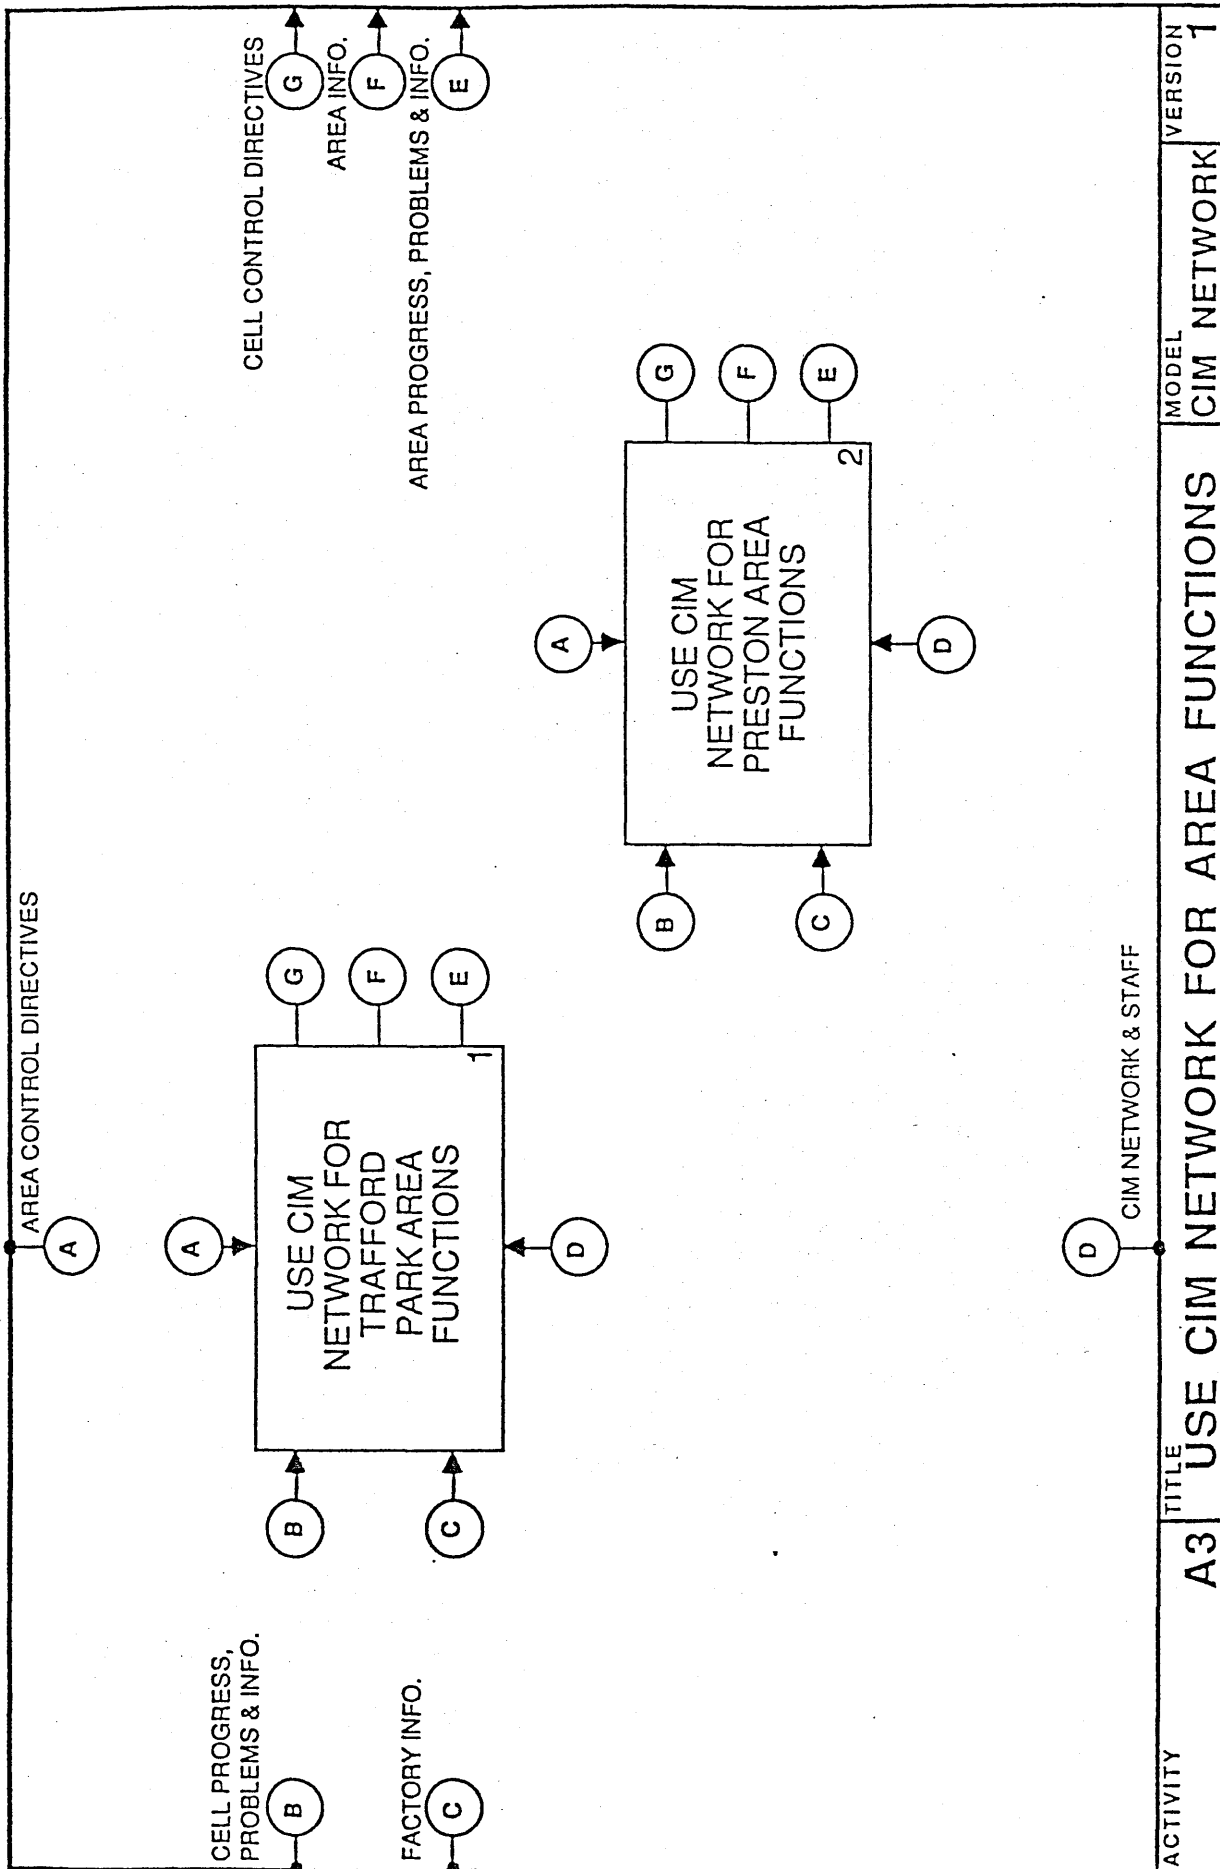 AREA CONTROL DIRECTIVES
A
CELL PROGRESS,
PROBLEMS & INFO.
B
FACTORY INFO.
C
A
B
C
USE CIM
NETWORK FOR
TRAFFORD
PARK AREA
FUNCTIONS
1
G
F
E
D
A
B
C
USE CIM
NETWORK FOR
PRESTON AREA
FUNCTIONS
2
G
F
E
D
CELL CONTROL DIRECTIVES
G
AREA INFO.
F
AREA PROGRESS, PROBLEMS & INFO.
E
D
CIM NETWORK & STAFF
ACTIVITY
A3
TITLE
USE CIM NETWORK FOR AREA FUNCTIONS
MODEL
CIM NETWORK
VERSION
1